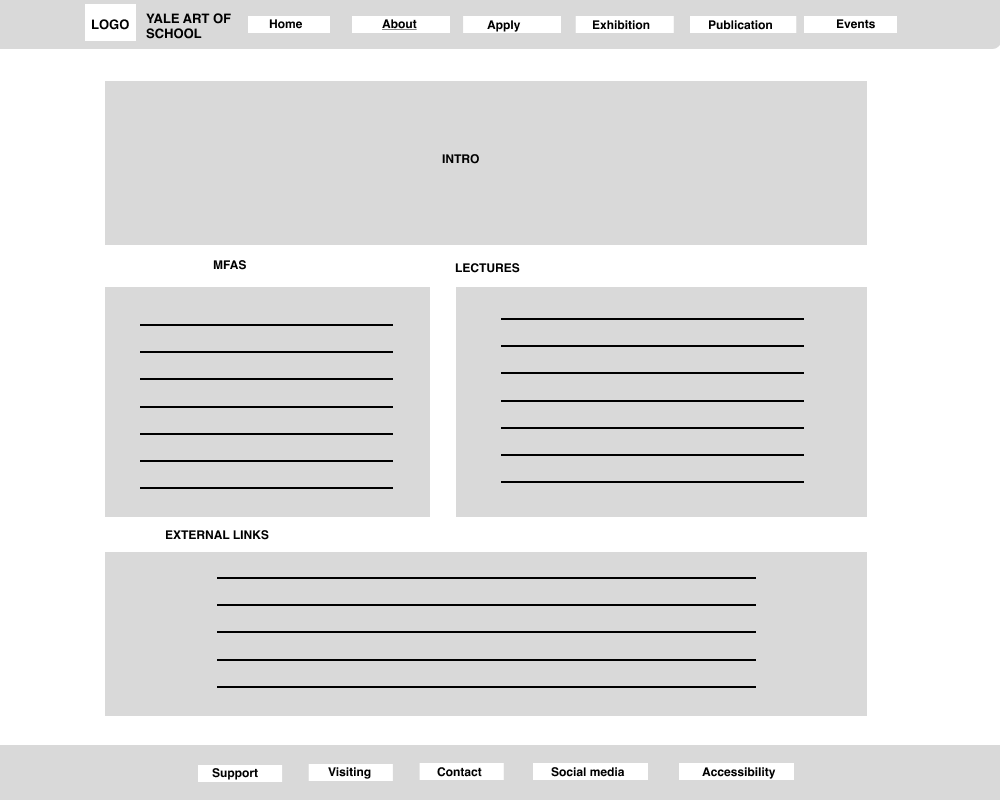 LOGO
YALE ART OF
SCHOOL
Home
About
Apply
Exhibition
Publication
Events
INTRO
MFAS
LECTURES
EXTERNAL LINKS
Support
Visiting
Contact
Social media
Accessibility